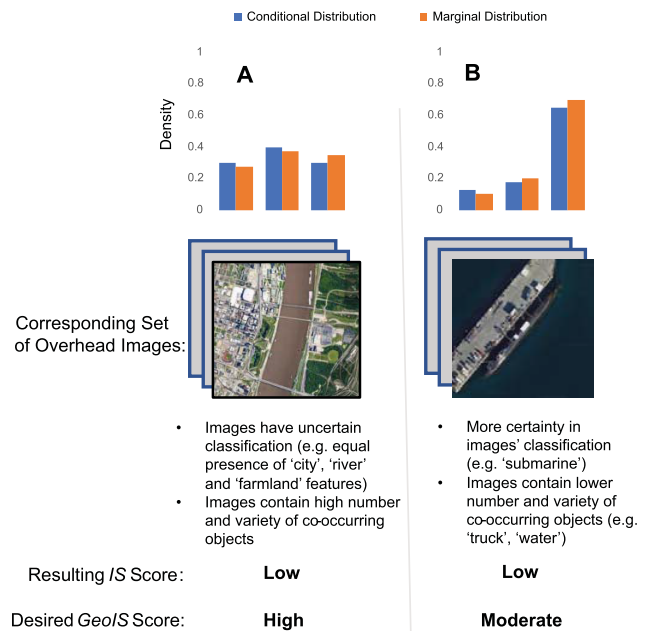 Conditional Distribution Marginal Distribution
A
B
Density
1
0.8
0.6
0.4
0.2
0
1
0.8
0.6
0.4
0.2
0
Corresponding Set
of Overhead Images:
• Images have uncertain
classification (e.g. equal
presence of ‘city’, ‘river’
and ‘farmland’ features)
• Images contain high number
and variety of co-occurring
objects
• More certainty in
images’ classification
(e.g. ‘submarine’)
• Images contain lower
number and variety of
co-occurring objects (e.g.
‘truck’, ‘water’)
Resulting IS Score: Low Low
Desired GeoIS Score: High Moderate